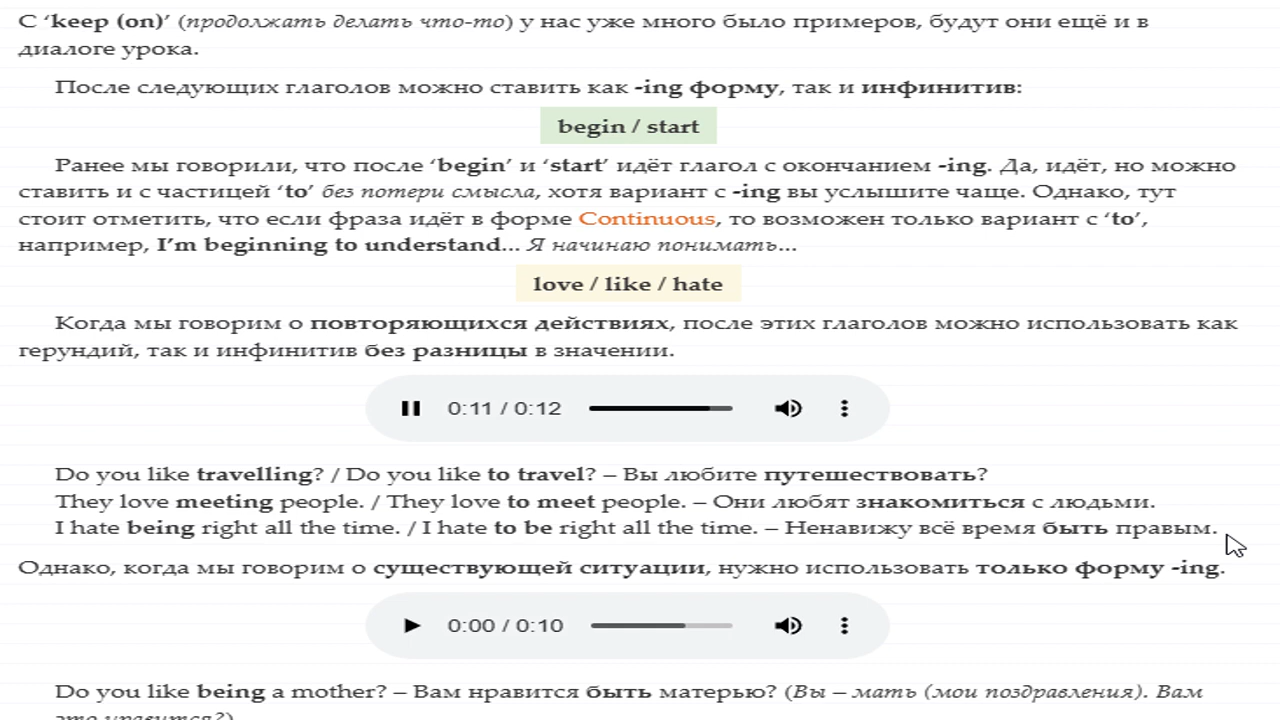 С ‘keep (on)’ (продолжать делать что-то) у нас уже много было примеров, будут они ещё и в
диалоге урока.
После следующих глаголов можно ставить как -ing форму, так и инфинитив:
begin / start
Ранее мы говорили, что после ‘begin’ и ‘start’ идёт глагол с окончанием -ing. Да, идёт, но можно
ставить и с частицей ‘to’ без потери смысла, хотя вариант с -ing вы услышите чаще. Однако, тут
стоит отметить, что если фраза идёт в форме Continuous, то возможен только вариант с ‘to’,
например, I’m beginning to understand... Я начинаю понимать...
love / like / hate
Когда мы говорим о повторяющихся действиях, после этих глаголов можно использовать как
герундий, так и инфинитив без разницы в значении.
0:11 / 0:12
Do you like travelling? / Do you like to travel? – Вы любите путешествовать?
They love meeting people. / They love to meet people. – Они любят знакомиться с людьми.
I hate being right all the time. / I hate to be right all the time. – Ненавижу всё время быть правым.
Однако, когда мы говорим о существующей ситуации, нужно использовать только форму -ing.
0:00 / 0:10
Do you like being a mother? – Вам нравится быть матерью? (Вы – мать (мои поздравления). Вам
это нравится?)